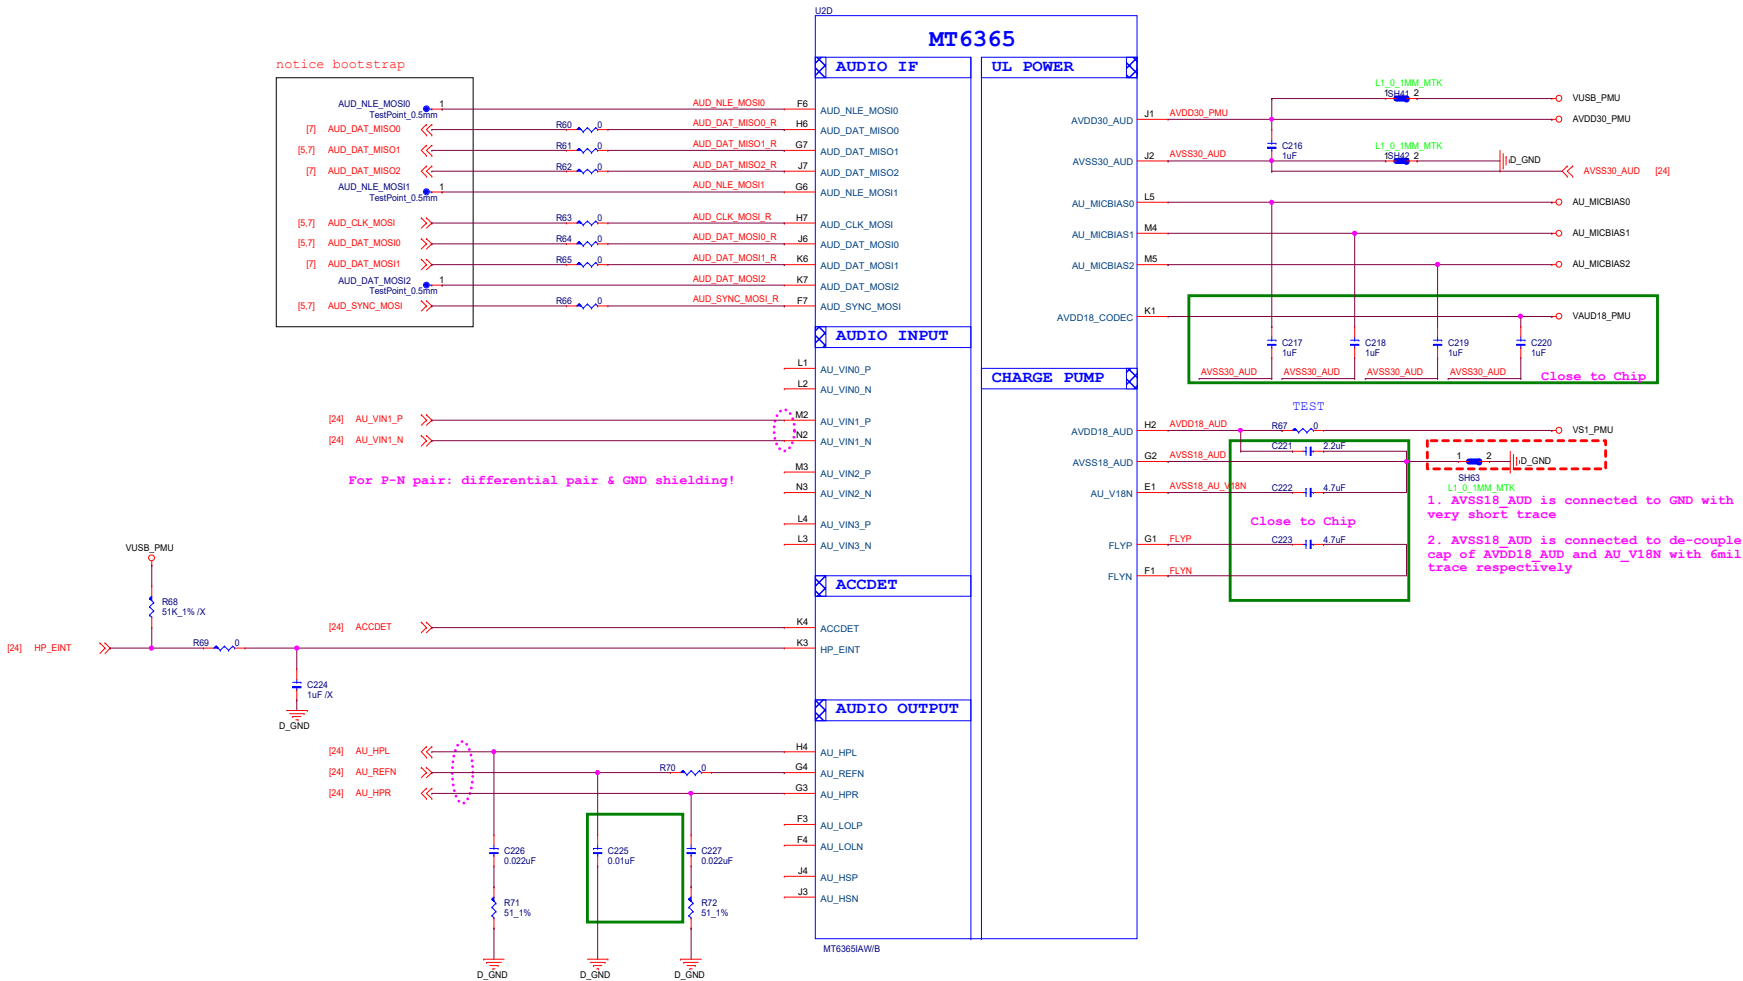 U2D
MT6365
notice bootstrap
AUDIO IF
UL POWER
AUD_NLE_MOSI0 1 AUD_NLE_MOSI0 F6 AUD_NLE_MOSI0
TestPoint_0.5mm
[7] AUD_DAT_MISO0 R60 0 AUD_DAT_MISO0_R H6 AUD_DAT_MISO0
[5,7] AUD_DAT_MISO1 R61 0 AUD_DAT_MISO1_R G7 AUD_DAT_MISO1
[7] AUD_DAT_MISO2 R62 0 AUD_DAT_MISO2_R J7 AUD_DAT_MISO2
AUD_NLE_MOSI1 1 AUD_NLE_MOSI1 G6 AUD_NLE_MOSI1
TestPoint_0.5mm
[5,7] AUD_CLK_MOSI R63 0 AUD_CLK_MOSI_R H7 AUD_CLK_MOSI
[5,7] AUD_DAT_MOSI0 R64 0 AUD_DAT_MOSI0_R J6 AUD_DAT_MOSI0
[7] AUD_DAT_MOSI1 R65 0 AUD_DAT_MOSI1_R K6 AUD_DAT_MOSI1
AUD_DAT_MOSI2 1 AUD_DAT_MOSI2 K7 AUD_DAT_MOSI2
TestPoint_0.5mm
[5,7] AUD_SYNC_MOSI R66 0 AUD_SYNC_MOSI_R F7 AUD_SYNC_MOSI
L1_0_1MM_MTK
1 SH41 2 VUSB_PMU
AVDD30_AUD J1 AVDD30_PMU AVDD30_PMU
C216
1uF
L1_0_1MM_MTK
AVSS30_AUD J2 AVSS30_AUD 1 SH42 2 D_GND
AVSS30_AUD [24]
AU_MICBIAS0 L5 AU_MICBIAS0
AU_MICBIAS1 M4 AU_MICBIAS1
AU_MICBIAS2 M5 AU_MICBIAS2
AVDD18_CODEC K1 VAUD18_PMU
C217 C218 C219 C220
1uF 1uF 1uF 1uF
AVSS30_AUD AVSS30_AUD AVSS30_AUD AVSS30_AUD
Close to Chip
AUDIO INPUT
L1 AU_VIN0_P
L2 AU_VIN0_N
[24] AU_VIN1_P M2 AU_VIN1_P
[24] AU_VIN1_N N2 AU_VIN1_N
M3 AU_VIN2_P
For P-N pair: differential pair & GND shielding!
N3 AU_VIN2_N
L4 AU_VIN3_P
L3 AU_VIN3_N
CHARGE PUMP
TEST
AVDD18_AUD H2 AVDD18_AUD R67 0 VS1_PMU
C221 2.2uF
AVSS18_AUD G2 AVSS18_AUD 1 2 D_GND
SH63
L1_0_1MM_MTK
AU_V18N E1 AVSS18_AU_V18N C222 4.7uF
Close to Chip
FLYP G1 FLYP C223 4.7uF
FLYN F1 FLYN
1. AVSS18_AUD is connected to GND with
very short trace
2. AVSS18_AUD is connected to de-couple
cap of AVDD18_AUD and AU_V18N with 6mil
trace respectively
VUSB_PMU
ACCDET
R68
51K_1% /X
[24] ACCDET K4 ACCDET
[24] HP_EINT R69 0 K3 HP_EINT
C224
1uF /X
D_GND
AUDIO OUTPUT
[24] AU_HPL H4 AU_HPL
[24] AU_REFN R70 0 G4 AU_REFN
[24] AU_HPR G3 AU_HPR
F3 AU_LOLP
F4 AU_LOLN
C226 C225 C227
0.022uF 0.01uF 0.022uF
J4 AU_HSP
J3 AU_HSN
R71 R72
51_1% 51_1%
MT6365IAW/B
D_GND D_GND D_GND